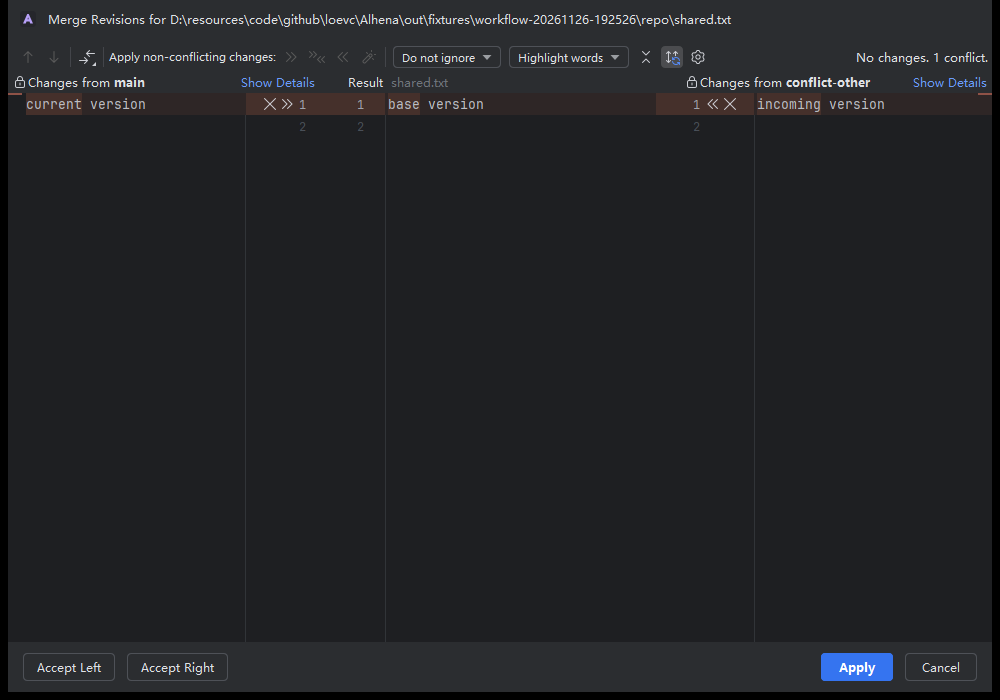 A Merge Revisions for D:\resources\code\github\loevc\Alhena\out\fixtures\workflow-20261126-192526\repo\shared.txt
Apply non-conflicting changes: Do not ignore Highlight words No changes. 1 conflict.
Changes from main Show Details Result shared.txt Changes from conflict-other Show Details
current version 1 1 base version 1 incoming version
2 2 2
Accept Left Accept Right Apply Cancel